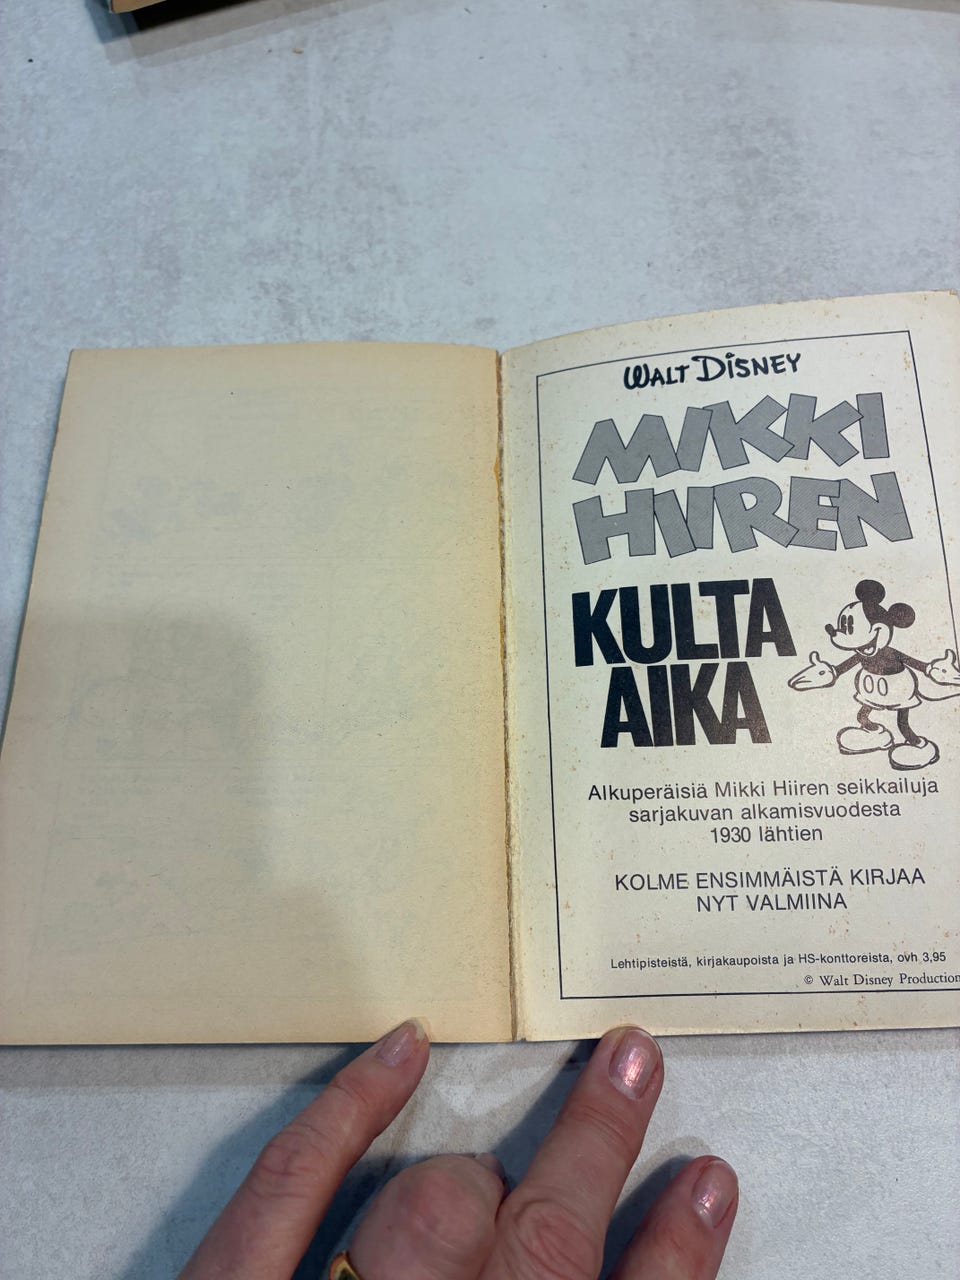 WALT DISNEY
MIKKI
HIIREN
KULTA
AIKA
Alkuperäisiä Mikki Hiiren seikkailuja
sarjakuvan alkamisvuodesta
1930 lähtien
KOLME ENSIMMÄISTÄ KIRJAA
NYT VALMIINA
Lehtipisteistä, kirjakaupoista ja HS-konttoreista, ovh 3,95
© Walt Disney Production